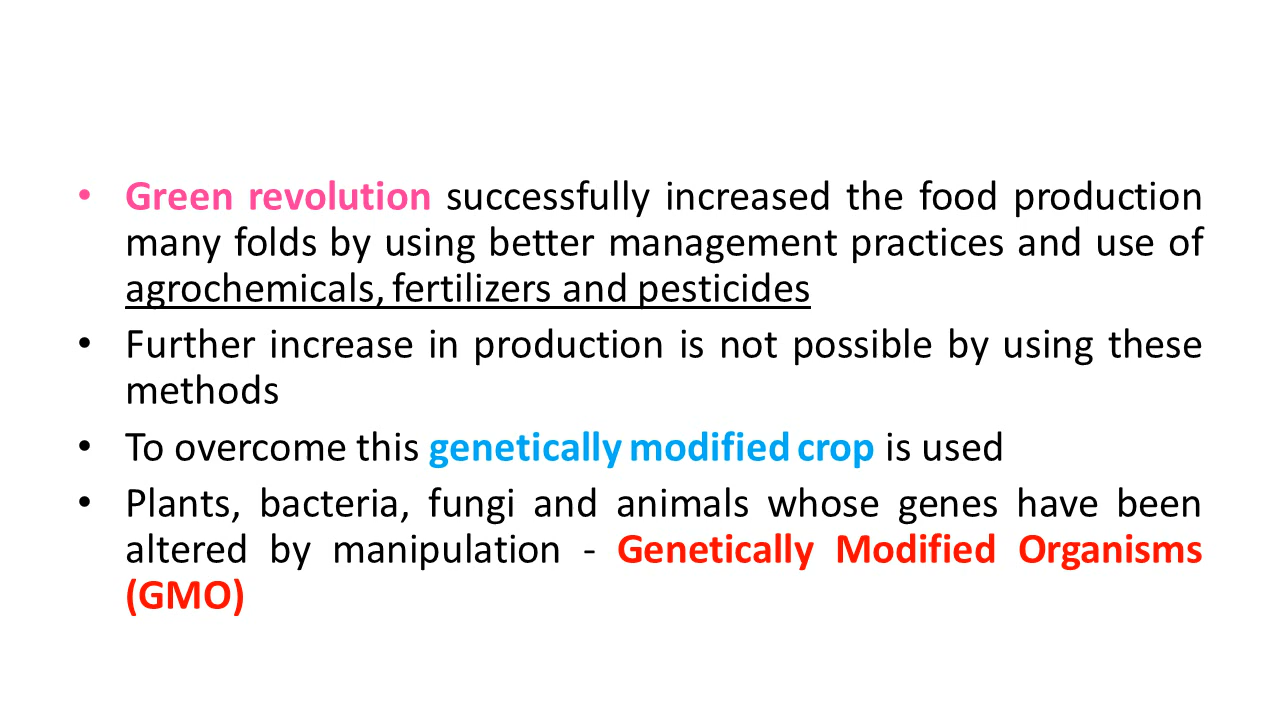 • Green revolution successfully increased the food production
many folds by using better management practices and use of
agrochemicals, fertilizers and pesticides
• Further increase in production is not possible by using these
methods
• To overcome this genetically modified crop is used
• Plants, bacteria, fungi and animals whose genes have been
altered by manipulation - Genetically Modified Organisms
(GMO)